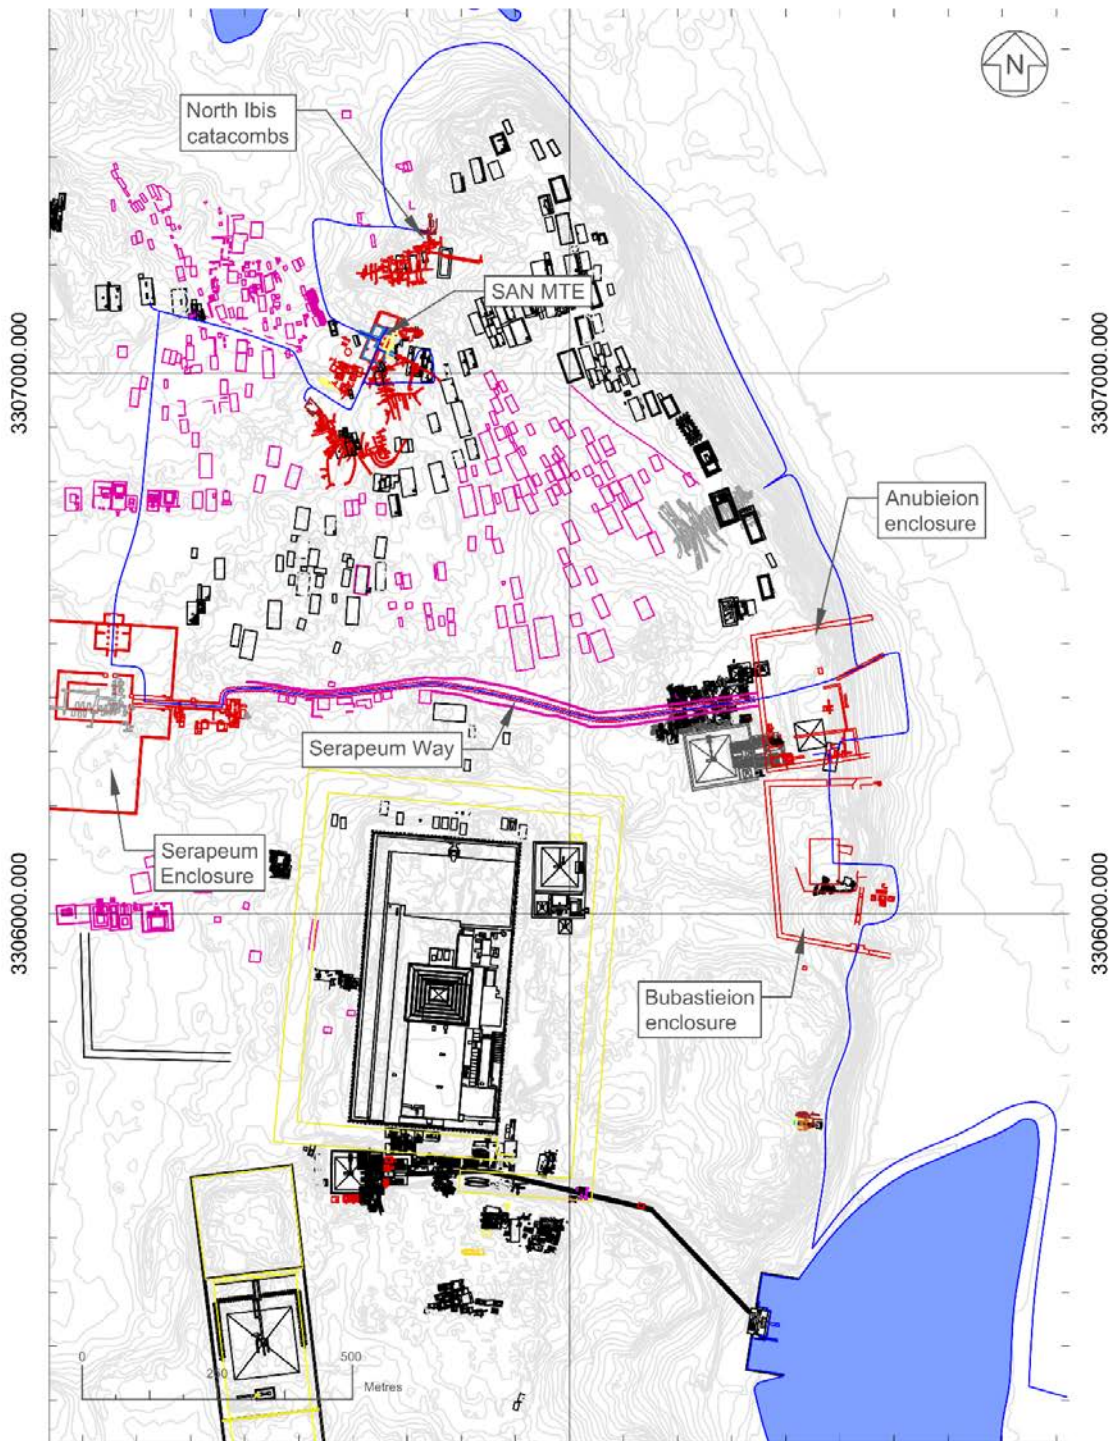 N
North Ibis
catacombs
SAN MTE
3307000.000
3307000.000
Anubieion
enclosure
Serapeum Way
Serapeum
Enclosure
3306000.000
3306000.000
Bubastieion
enclosure
0
250
500
Metres